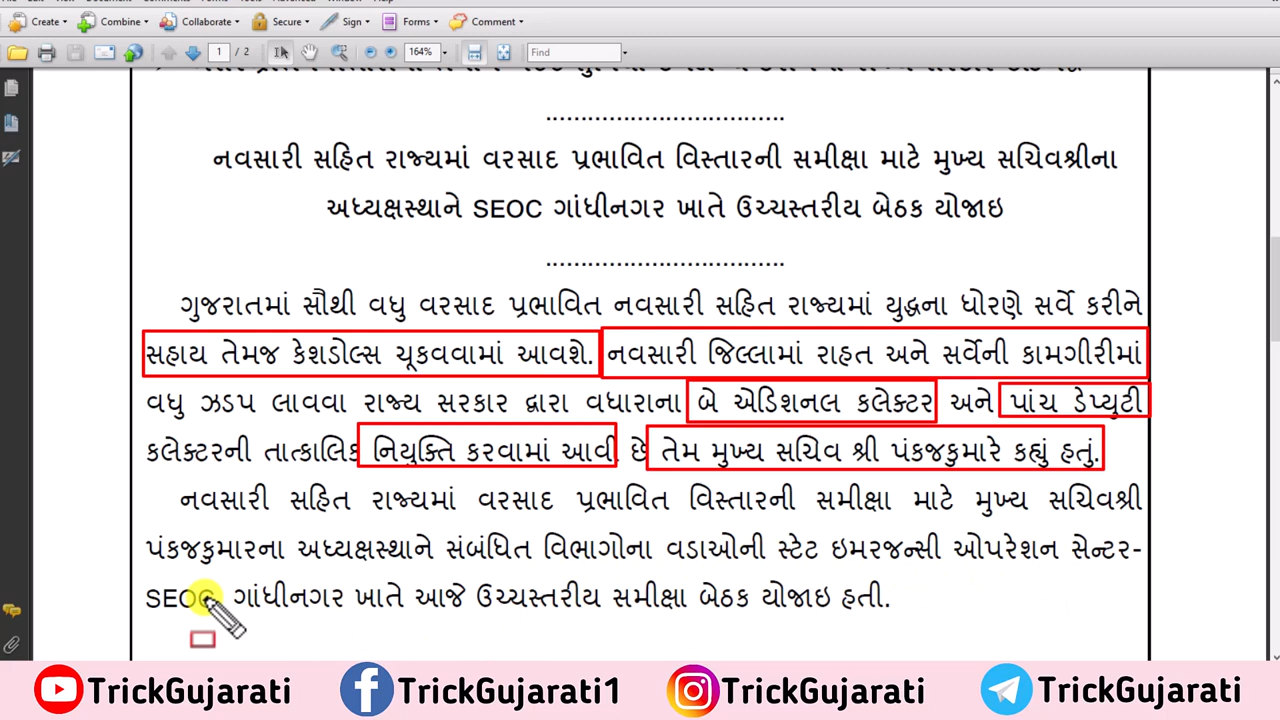 Create Combine Collaborate Secure Sign Forms Comment
1 / 2 164% Find
.................................
નવસારી સહિત રાજ્યમાં વરસાદ પ્રભાવિત વિસ્તારની સમીક્ષા માટે મુખ્ય સચિવશ્રીના
અધ્યક્ષસ્થાને SEOC ગાંધીનગર ખાતે ઉચ્ચસ્તરીય બેઠક યોજાઇ
.................................
ગુજરાતમાં સૌથી વધુ વરસાદ પ્રભાવિત નવસારી સહિત રાજ્યમાં યુદ્ધના ધોરણે સર્વે કરીને
સહાય તેમજ કેશડોલ્સ ચૂકવવામાં આવશે. નવસારી જિલ્લામાં રાહત અને સર્વેની કામગીરીમાં
વધુ ઝડપ લાવવા રાજ્ય સરકાર દ્વારા વધારાના બે એડિશનલ કલેક્ટર અને પાંચ ડેપ્યુટી
કલેક્ટરની તાત્કાલિક નિયુક્તિ કરવામાં આવી છે તેમ મુખ્ય સચિવ શ્રી પંકજકુમારે કહ્યું હતું.
નવસારી સહિત રાજ્યમાં વરસાદ પ્રભાવિત વિસ્તારની સમીક્ષા માટે મુખ્ય સચિવશ્રી
પંકજકુમારના અધ્યક્ષસ્થાને સંબંધિત વિભાગોના વડાઓની સ્ટેટ ઇમરજન્સી ઓપરેશન સેન્ટર-
SEOC, ગાંધીનગર ખાતે આજે ઉચ્ચસ્તરીય સમીક્ષા બેઠક યોજાઇ હતી.
TrickGujarati TrickGujarati1 TrickGujarati TrickGujarati